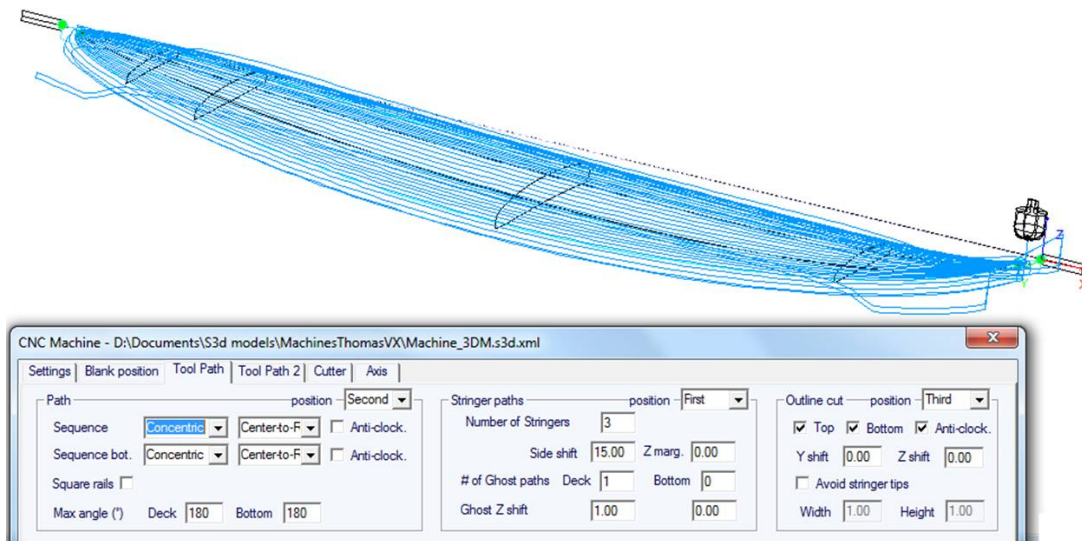 Z
Y
X
CNC Machine - D:\Documents\S3d models\MachinesThomasVX\Machine_3DM.s3d.xml
Settings Blank position Tool Path Tool Path 2 Cutter Axis
Path position Second
Sequence Concentric Center-to-F Anti-clock.
Sequence bot. Concentric Center-to-F Anti-clock.
Square rails
Max angle (°) Deck 180 Bottom 180
Stringer paths position First
Number of Stringers 3
Side shift 15.00 Z marg. 0.00
# of Ghost paths Deck 1 Bottom 0
Ghost Z shift 1.00 0.00
Outline cut position Third
Top Bottom Anti-clock.
Y shift 0.00 Z shift 0.00
Avoid stringer tips
Width 1.00 Height 1.00